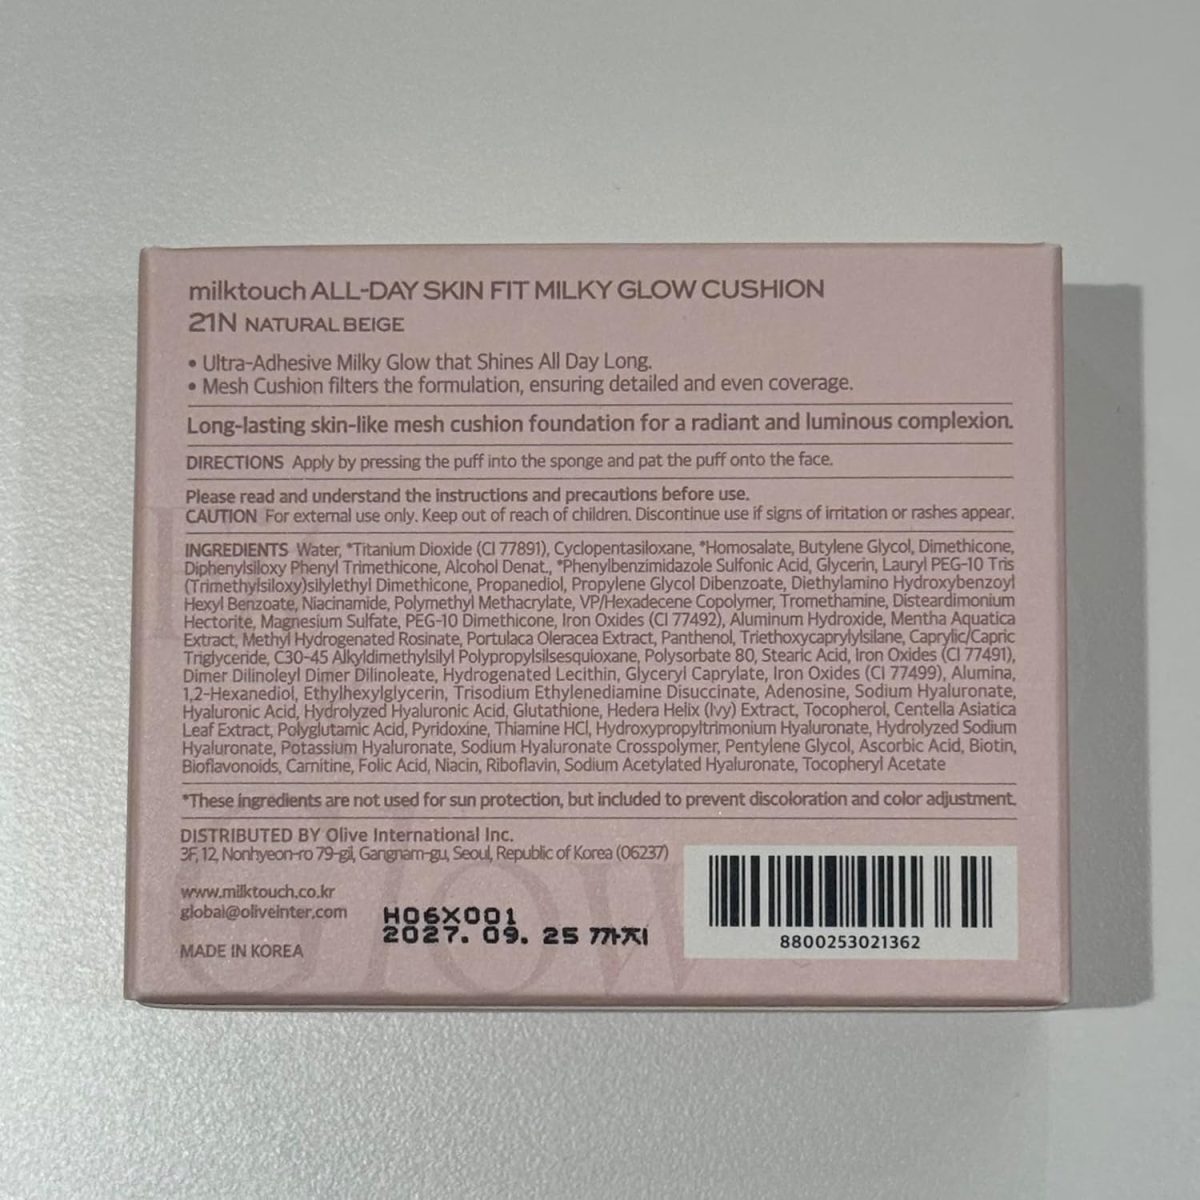 milktouch ALL-DAY SKIN FIT MILKY GLOW CUSHION
21N NATURAL BEIGE
• Ultra-Adhesive Milky Glow that Shines All Day Long.
• Mesh Cushion filters the formulation, ensuring detailed and even coverage.
Long-lasting skin-like mesh cushion foundation for a radiant and luminous complexion.
DIRECTIONS Apply by pressing the puff into the sponge and pat the puff onto the face.
Please read and understand the instructions and precautions before use.
CAUTION For external use only. Keep out of reach of children. Discontinue use if signs of irritation or rashes appear.
INGREDIENTS Water, *Titanium Dioxide (CI 77891), Cyclopentasiloxane, *Homosalate, Butylene Glycol, Dimethicone,
Diphenylsiloxy Phenyl Trimethicone, Alcohol Denat., *Phenylbenzimidazole Sulfonic Acid, Glycerin, Lauryl PEG-10 Tris
(Trimethylsiloxy)silylethyl Dimethicone, Propanediol, Propylene Glycol Dibenzoate, Diethylamino Hydroxybenzoyl
Hexyl Benzoate, Niacinamide, Polymethyl Methacrylate, VP/Hexadecene Copolymer, Tromethamine, Disteardimonium
Hectorite, Magnesium Sulfate, PEG-10 Dimethicone, Iron Oxides (CI 77492), Aluminum Hydroxide, Mentha Aquatica
Extract, Methyl Hydrogenated Rosinate, Portulaca Oleracea Extract, Panthenol, Triethoxycaprylylsilane, Caprylic/Capric
Triglyceride, C30-45 Alkyldimethylsilyl Polypropylsilsesquioxane, Polysorbate 80, Stearic Acid, Iron Oxides (CI 77491),
Dimer Dilinoleyl Dimer Dilinoleate, Hydrogenated Lecithin, Glyceryl Caprylate, Iron Oxides (CI 77499), Alumina,
1,2-Hexanediol, Ethylhexylglycerin, Trisodium Ethylenediamine Disuccinate, Adenosine, Sodium Hyaluronate,
Hyaluronic Acid, Hydrolyzed Hyaluronic Acid, Glutathione, Hedera Helix (Ivy) Extract, Tocopherol, Centella Asiatica
Leaf Extract, Polyglutamic Acid, Pyridoxine, Thiamine HCl, Hydroxypropyltrimonium Hyaluronate, Hydrolyzed Sodium
Hyaluronate, Potassium Hyaluronate, Sodium Hyaluronate Crosspolymer, Pentylene Glycol, Ascorbic Acid, Biotin,
Bioflavonoids, Carnitine, Folic Acid, Niacin, Riboflavin, Sodium Acetylated Hyaluronate, Tocopheryl Acetate
*These ingredients are not used for sun protection, but included to prevent discoloration and color adjustment.
DISTRIBUTED BY Olive International Inc.
3F, 12, Nonhyeon-ro 79-gil, Gangnam-gu, Seoul, Republic of Korea (06237)
www.milktouch.co.kr
global@oliveinter.com
MADE IN KOREA
H06X001
2027. 09. 25 까지
8800253021362
Glow